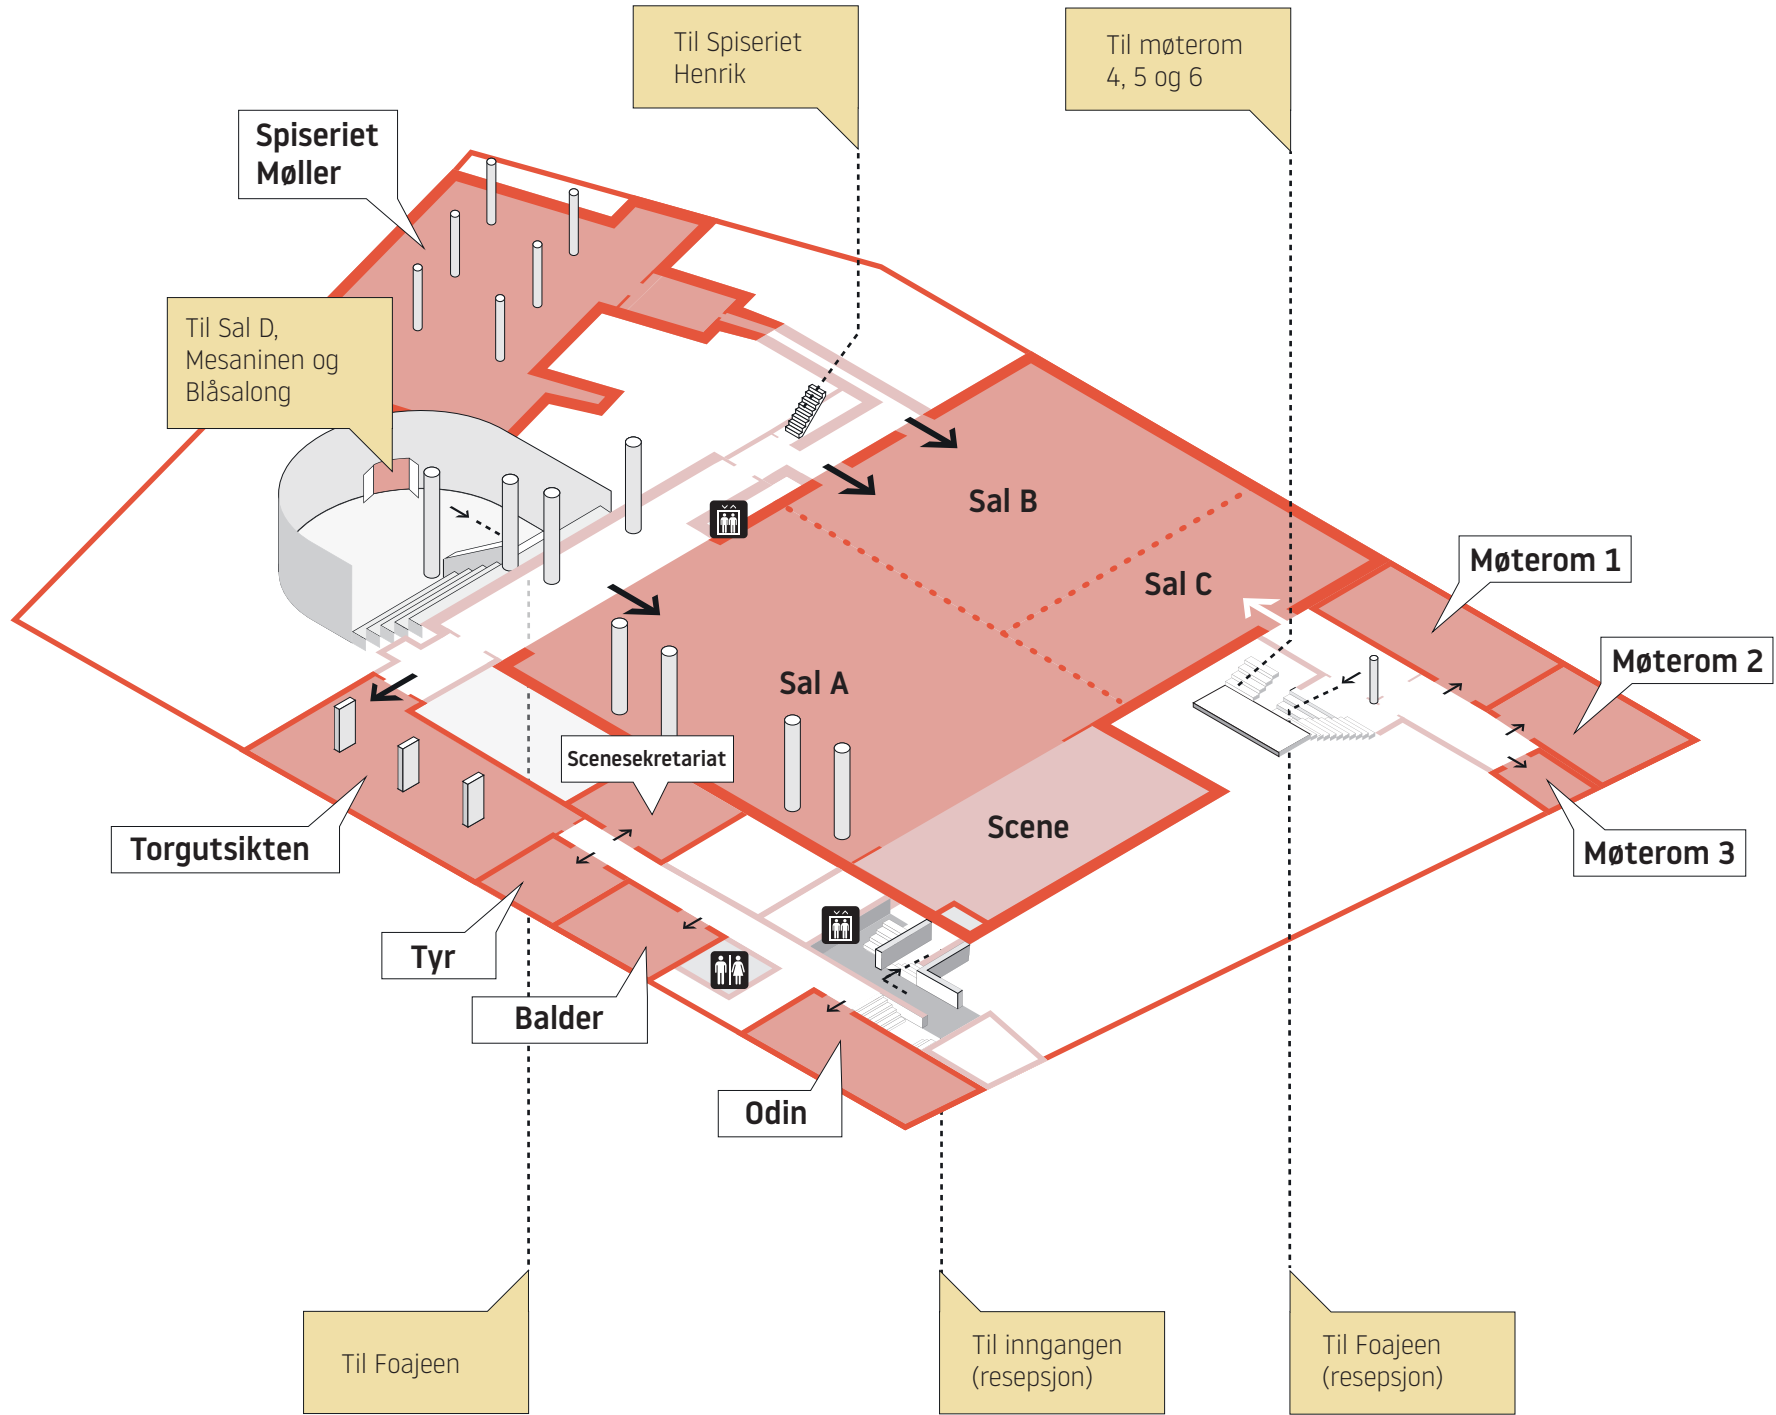 Til Spiseriet
Henrik
Til møterom
4, 5 og 6
Spiseriet
Møller
Til Sal D,
Mesaninen og
Blåsalong
Sal B
Sal C
Møterom 1
Møterom 2
Sal A
Scenesekretariat
Scene
Torgutsikten
Møterom 3
Tyr
Balder
Odin
Til Foajeen
Til inngangen
(resepsjon)
Til Foajeen
(resepsjon)